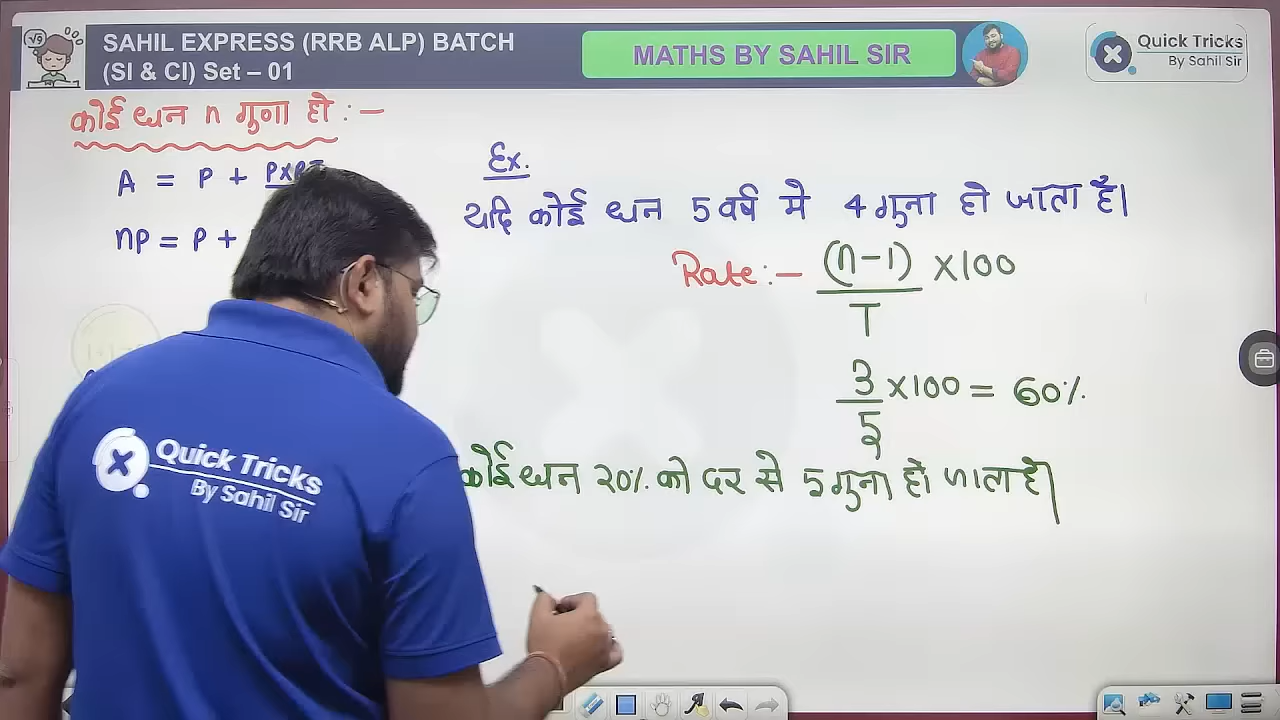 SAHIL EXPRESS (RRB ALP) BATCH
(SI & CI) Set – 01
MATHS BY SAHIL SIR
Quick Tricks
By Sahil Sir
कोई धन n गुना हो :-
A = P +
nP = P +
Ex.
यदि कोई धन 5 वर्ष मे 4 गुना हो जाता है।
Rate :- (n-1)/T ×100
3/5 ×100 = 60%
कोई धन 20% की दर से 5 गुना हो जाता है।
Quick Tricks
By Sahil Sir